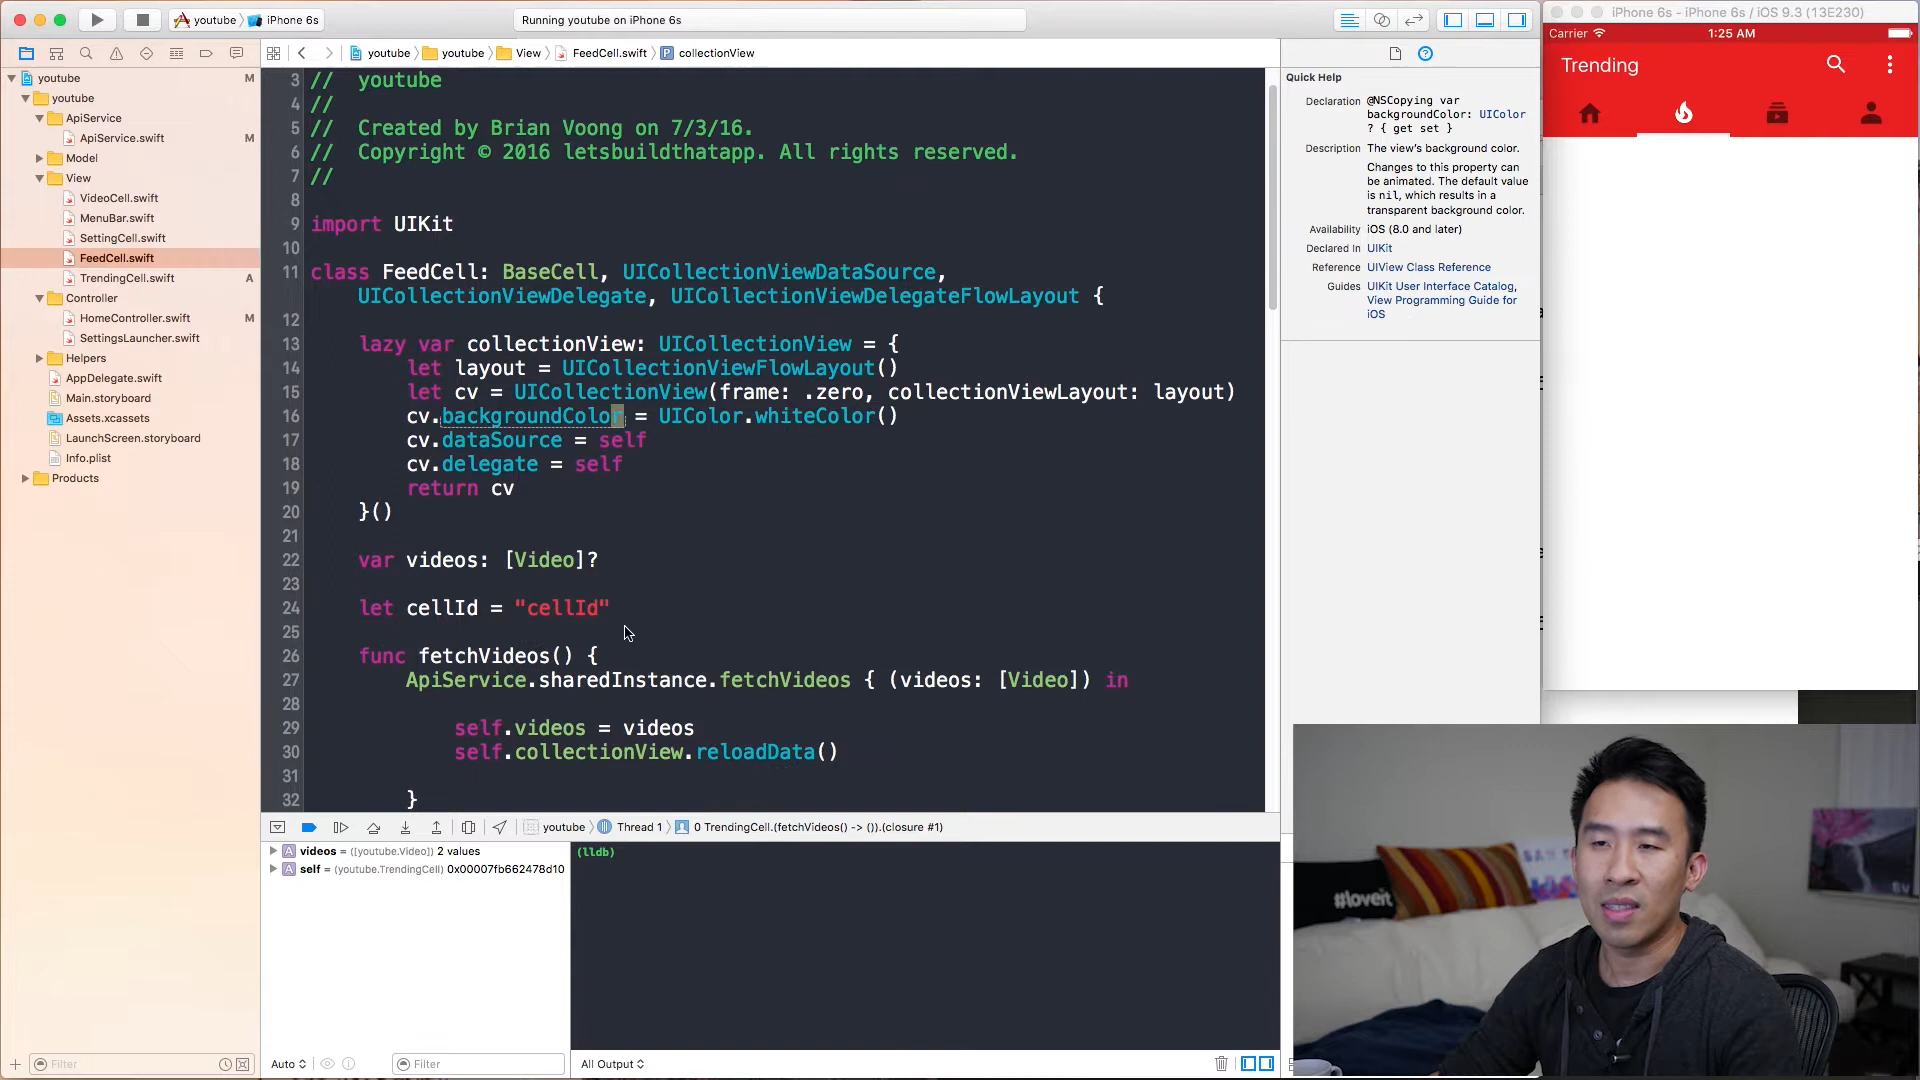 youtube
iPhone 6s
Running youtube on iPhone 6s
youtube
youtube
View
FeedCell.swift
P
collectionView
youtube
M
youtube
ApiService
ApiService.swift
M
Model
View
VideoCell.swift
MenuBar.swift
SettingCell.swift
FeedCell.swift
TrendingCell.swift
A
Controller
HomeController.swift
M
SettingsLauncher.swift
Helpers
AppDelegate.swift
Main.storyboard
Assets.xcassets
LaunchScreen.storyboard
Info.plist
Products
Filter
3 //  youtube
4 //
5 //  Created by Brian Voong on 7/3/16.
6 //  Copyright © 2016 letsbuildthatapp. All rights reserved.
7 //
8
9 import UIKit
10
11 class FeedCell: BaseCell, UICollectionViewDataSource,
UICollectionViewDelegate, UICollectionViewDelegateFlowLayout {
12
13 lazy var collectionView: UICollectionView = {
14 let layout = UICollectionViewFlowLayout()
15 let cv = UICollectionView(frame: .zero, collectionViewLayout: layout)
16 cv.backgroundColor = UIColor.whiteColor()
17 cv.dataSource = self
18 cv.delegate = self
19 return cv
20 }()
21
22 var videos: [Video]?
23
24 let cellId = "cellId"
25
26 func fetchVideos() {
27 ApiService.sharedInstance.fetchVideos { (videos: [Video]) in
28
29 self.videos = videos
30 self.collectionView.reloadData()
31
32 }
youtube
Thread 1
0 TrendingCell.(fetchVideos() -> ()).(closure #1)
A videos = ([youtube.Video]) 2 values
A self = (youtube.TrendingCell) 0x00007fb662478d10
(lldb)
Auto
Filter
All Output
Quick Help
Declaration @NSCopying var
backgroundColor: UIColor
? { get set }
Description The view's background color.
Changes to this property can
be animated. The default value
is nil, which results in a
transparent background color.
Availability iOS (8.0 and later)
Declared In UIKit
Reference UIView Class Reference
Guides UIKit User Interface Catalog,
View Programming Guide for
iOS
iPhone 6s - iPhone 6s / iOS 9.3 (13E230)
Carrier
1:25 AM
Trending
#loveit